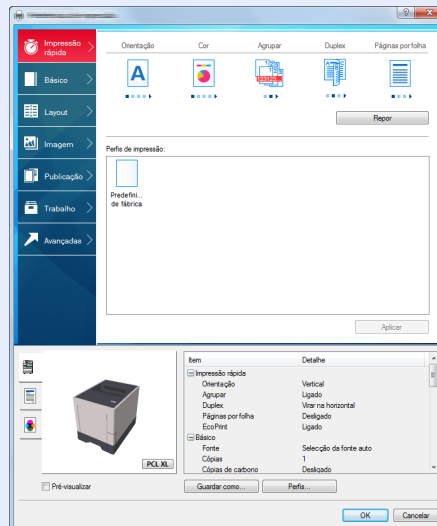 Impressão
rápida
Básico
Layout
Imagem
Publicação
Trabalho
Avançadas
Orientação Cor Agrupar Duplex Páginas por folha
A
123123
A
Repor
Perfis de impressão:
Predefini...
de fábrica
Aplicar
PCL XL
Pré-visualizar
Item Detalhe
Impressão rápida
Orientação Vertical
Agrupar Ligado
Duplex Virar na horizontal
Páginas por folha Desligado
EcoPrint Ligado
Básico
Fonte Selecção da fonte auto
Cópias 1
Cópias de carbono Desligado
Guardar como... Perfis...
OK Cancelar